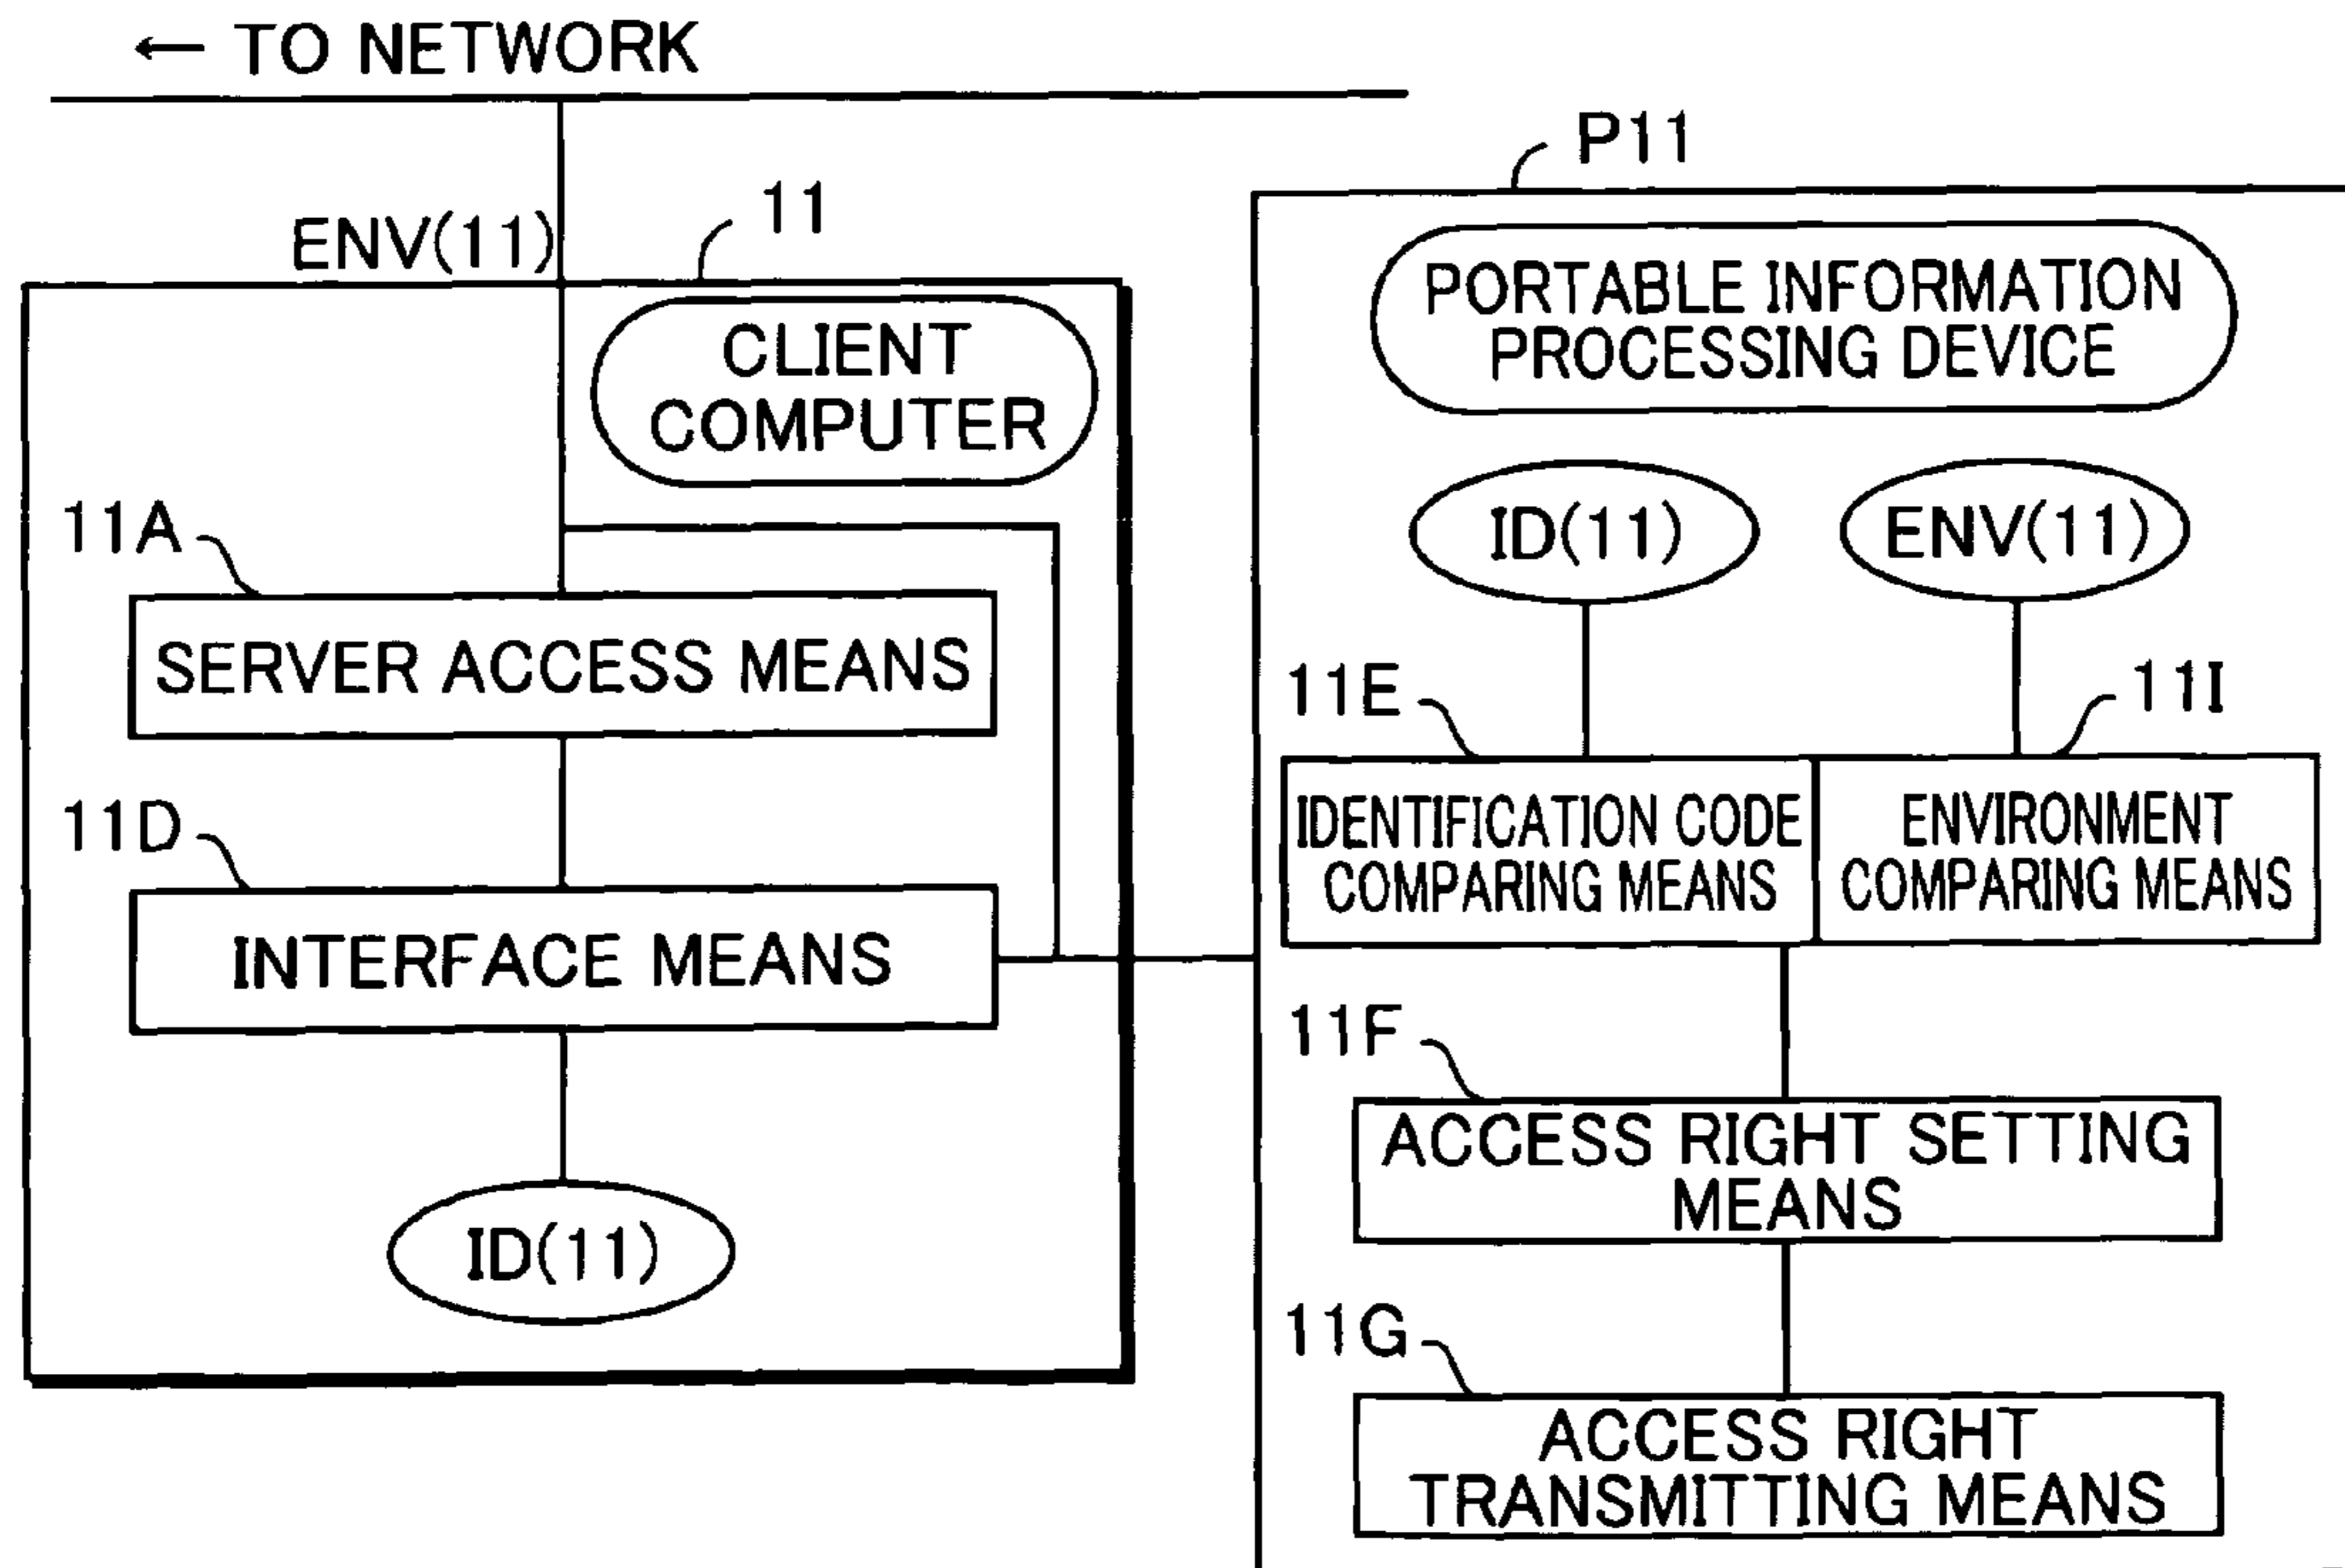 ← TO NETWORK
ENV(11)
11
CLIENT
COMPUTER
11A
SERVER ACCESS MEANS
11D
INTERFACE MEANS
ID(11)
P11
PORTABLE INFORMATION
PROCESSING DEVICE
ID(11)
ENV(11)
11E
11I
IDENTIFICATION CODE
COMPARING MEANS
ENVIRONMENT
COMPARING MEANS
11F
ACCESS RIGHT SETTING
MEANS
11G
ACCESS RIGHT
TRANSMITTING MEANS